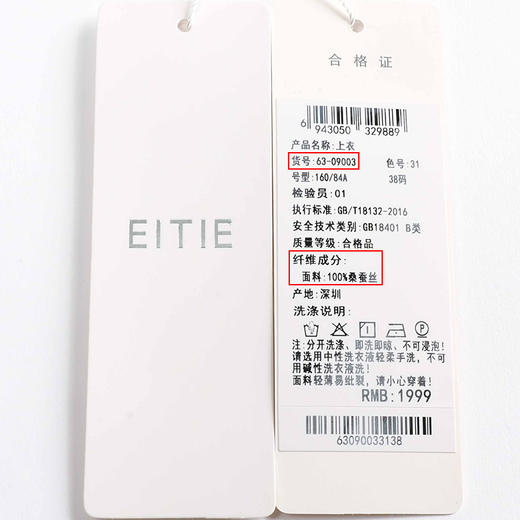 EITIE
合格证
6 943050 329889
产品名称:上衣
货号:63-09003 色号:31
号型:160/84A 38码
检验员:01
执行标准:GB/T18132-2016
安全技术类别:GB18401 B类
质量等级:合格品
纤维成分:
面料:100%桑蚕丝
产地:深圳
洗涤说明:
注:分开洗涤、即洗即晾、不可浸泡!
请选用中性洗衣液轻柔手洗,不可
用碱性洗衣液洗!
面料轻薄易纰裂,请小心穿着!
RMB:1999
63090033138